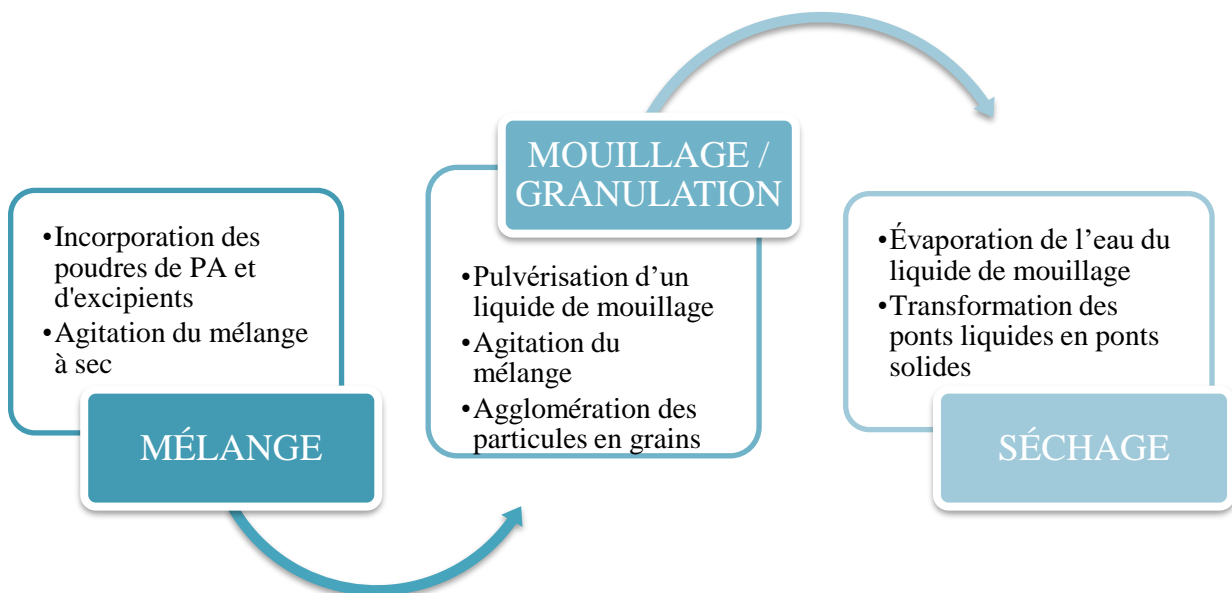 •Incorporation des
poudres de PA et
d'excipients
•Agitation du mélange
à sec
MÉLANGE
MOUILLAGE /
GRANULATION
•Pulvérisation d’un
liquide de mouillage
•Agitation du
mélange
•Agglomération des
particules en grains
•Évaporation de l’eau du
liquide de mouillage
•Transformation des
ponts liquides en ponts
solides
SÉCHAGE